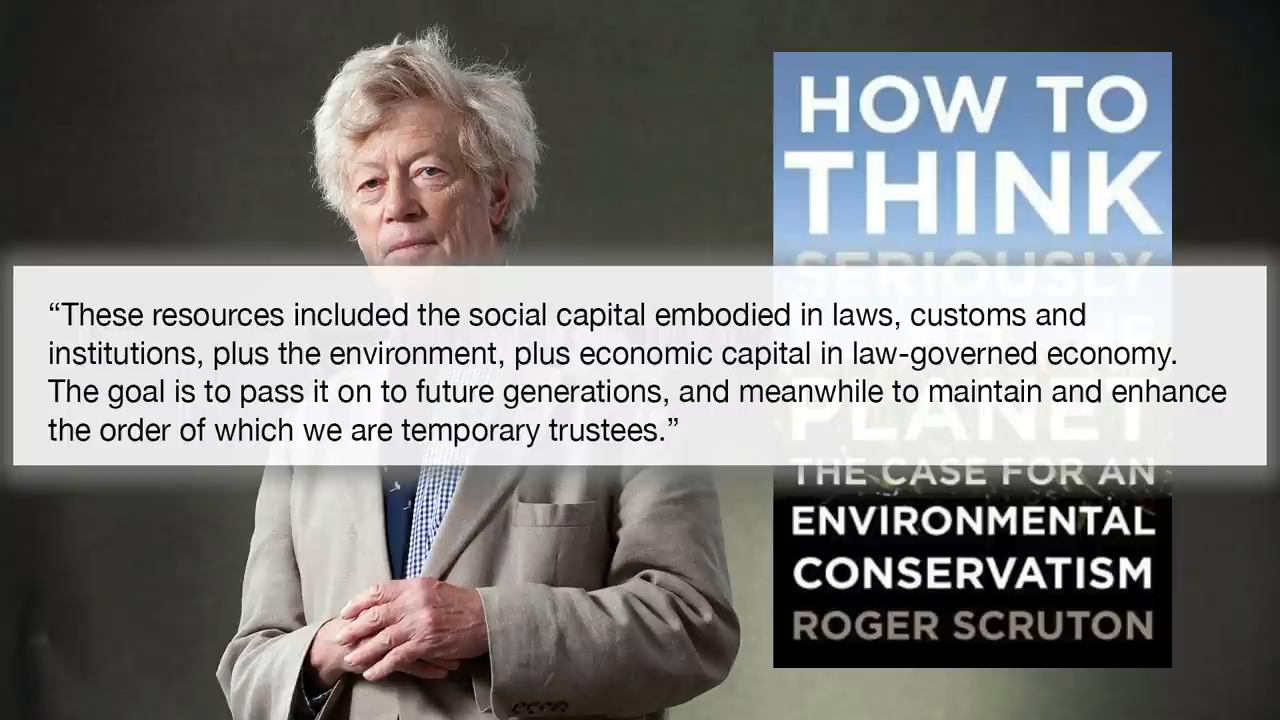 HOW TO
THINK
SERIOUSLY
“These resources included the social capital embodied in laws, customs and
institutions, plus the environment, plus economic capital in law-governed economy.
The goal is to pass it on to future generations, and meanwhile to maintain and enhance
the order of which we are temporary trustees.”
PLANET
THE CASE FOR AN
ENVIRONMENTAL
CONSERVATISM
ROGER SCRUTON